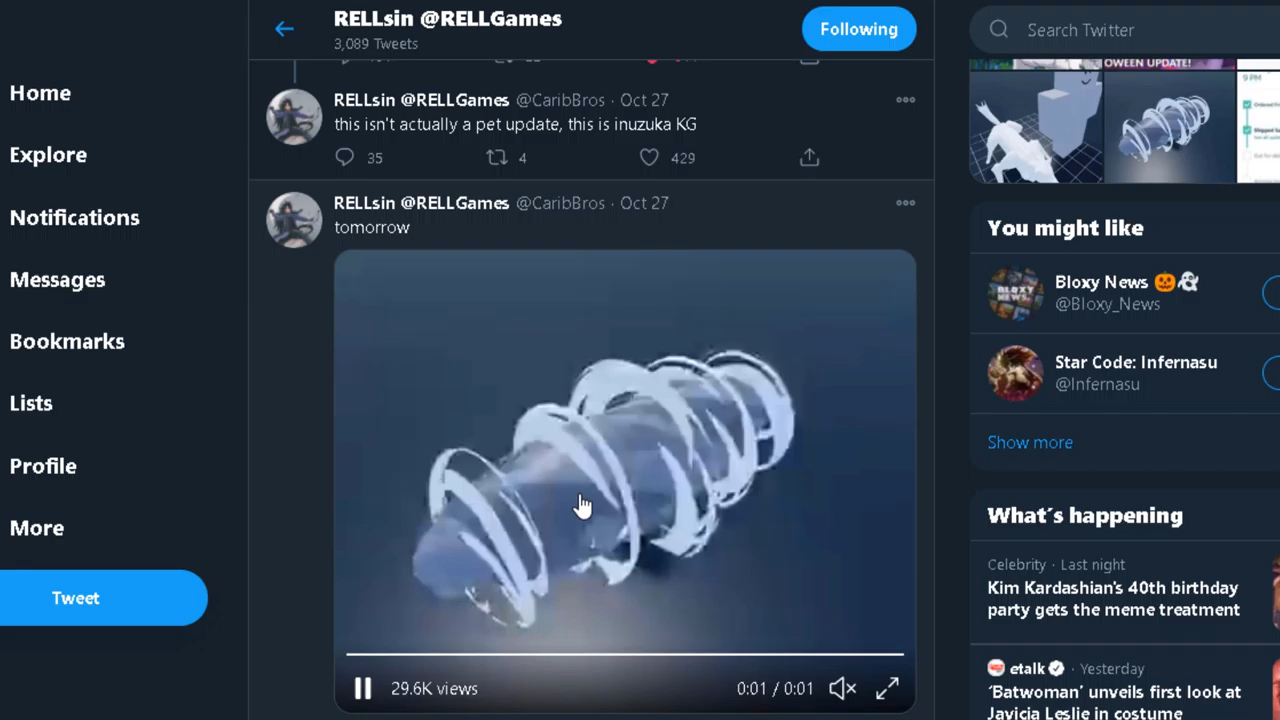 Home
Explore
Notifications
Messages
Bookmarks
Lists
Profile
More
Tweet
RELLsin @RELLGames
3,089 Tweets
Following
RELLsin @RELLGames @CaribBros · Oct 27
this isn't actually a pet update, this is inuzuka KG
35 4 429
RELLsin @RELLGames @CaribBros · Oct 27
tomorrow
29.6K views 0:01 / 0:01
Search Twitter
OWEEN UPDATE!
9 PM
You might like
Bloxy News 🎃👻
@Bloxy_News
BLOXY
NEWS.
Star Code: Infernasu
@Infernasu
Show more
What's happening
Celebrity · Last night
Kim Kardashian's 40th birthday
party gets the meme treatment
etalk · Yesterday
'Batwoman' unveils first look at
Javicia Leslie in costume